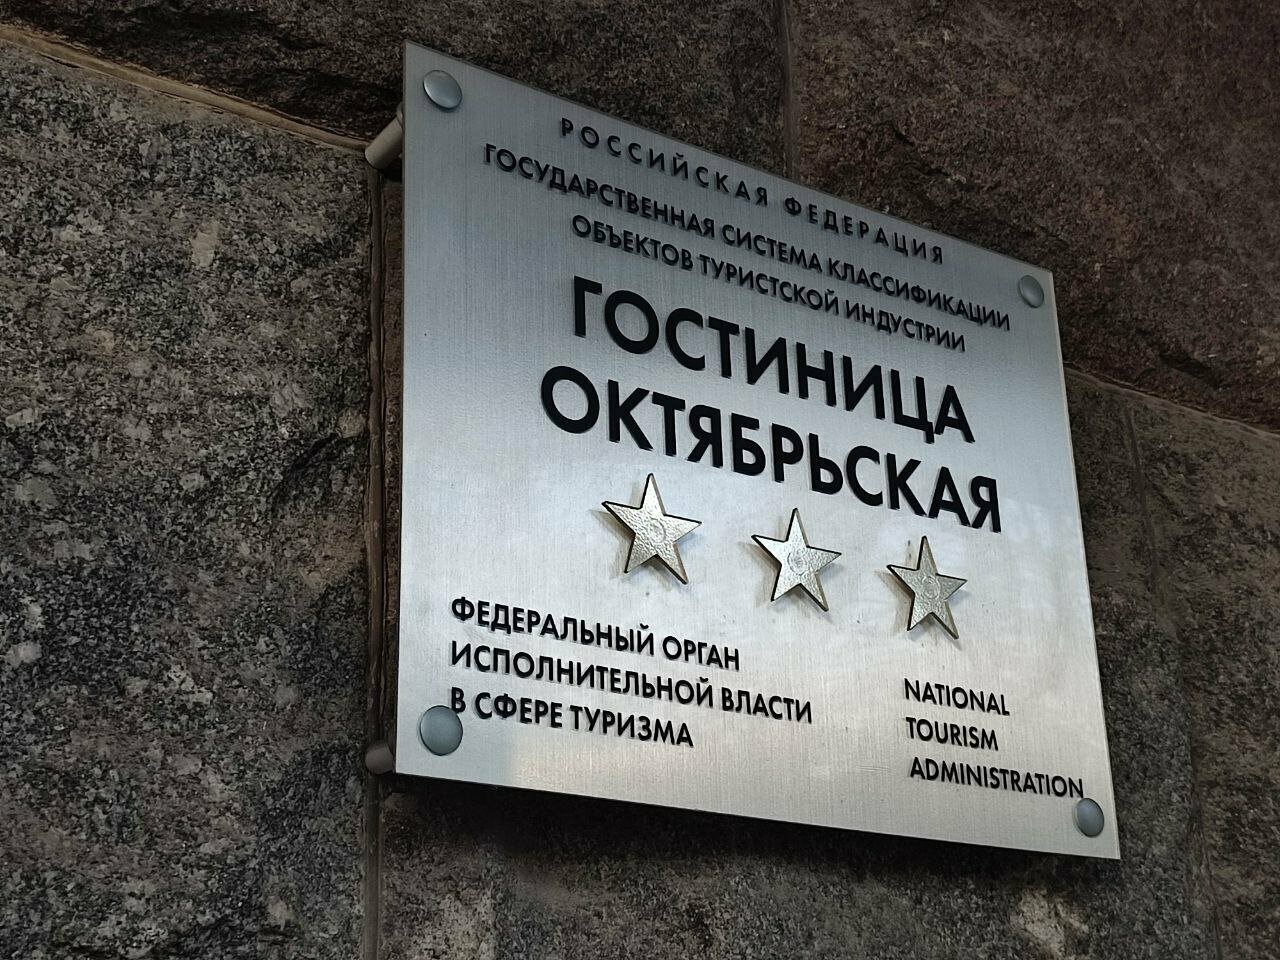 РОССИЙСКАЯ ФЕДЕРАЦИЯ
ГОСУДАРСТВЕННАЯ СИСТЕМА КЛАССИФИКАЦИИ
ОБЪЕКТОВ ТУРИСТСКОЙ ИНДУСТРИИ
ГОСТИНИЦА
ОКТЯБРЬСКАЯ
ФЕДЕРАЛЬНЫЙ ОРГАН
ИСПОЛНИТЕЛЬНОЙ ВЛАСТИ
В СФЕРЕ ТУРИЗМА
NATIONAL
TOURISM
ADMINISTRATION